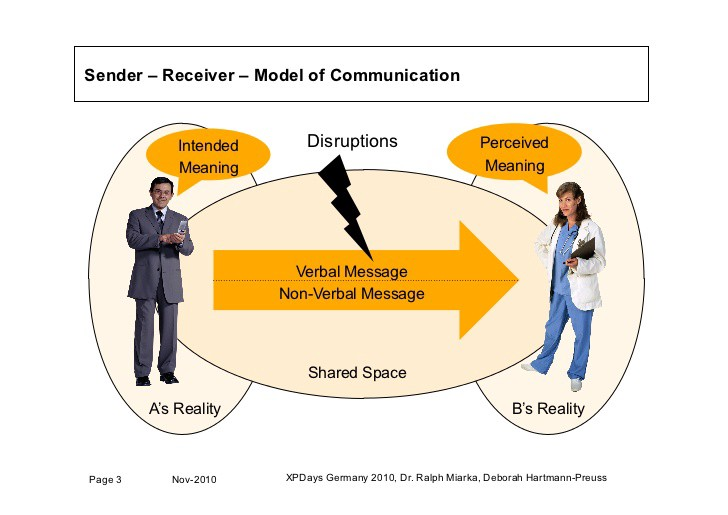 Sender – Receiver – Model of Communication
Intended
Meaning
Disruptions
Perceived
Meaning
Verbal Message
Non-Verbal Message
Shared Space
A's Reality
B's Reality
Page 3
Nov-2010
XPDays Germany 2010, Dr. Ralph Miarka, Deborah Hartmann-Preuss